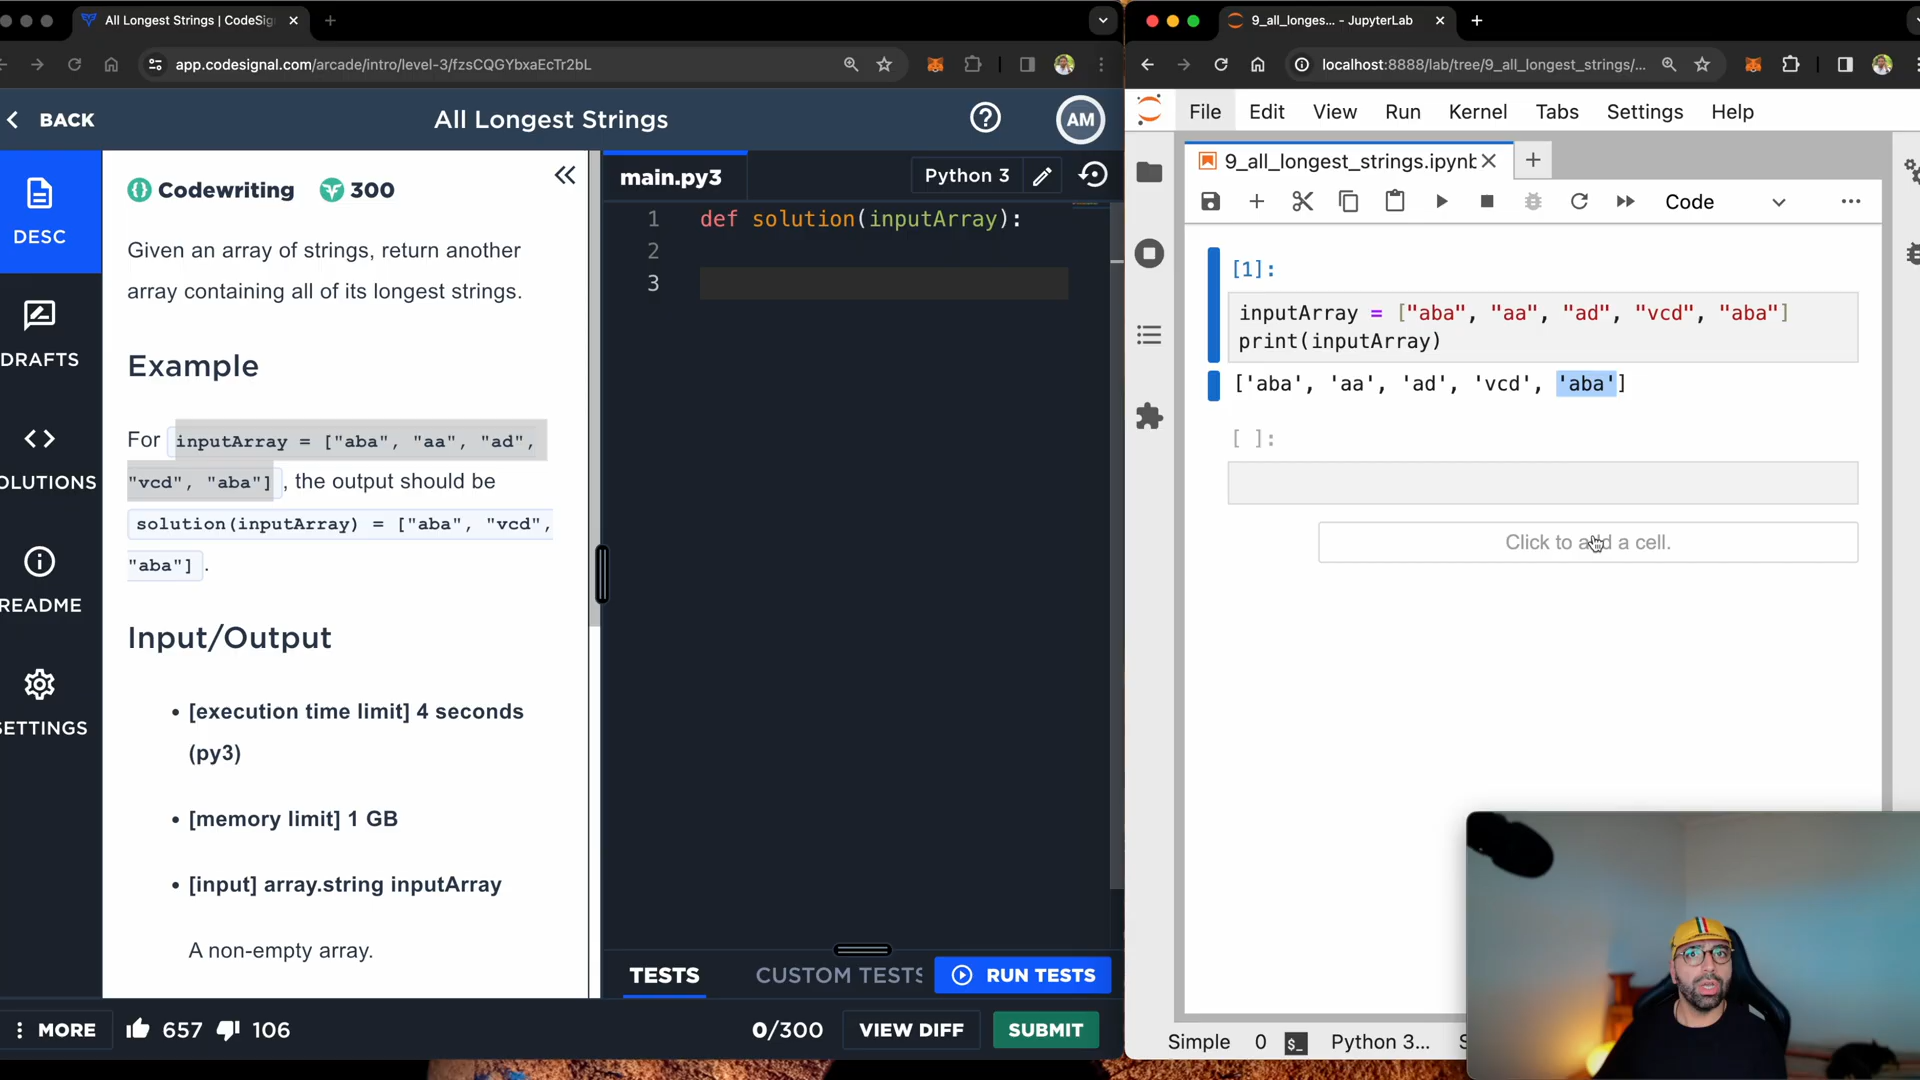 All Longest Strings | CodeSig
app.codesignal.com/arcade/intro/level-3/fzsCQGYbxaEcTr2bL
BACK
All Longest Strings
AM
DESC
DRAFTS
OLUTIONS
README
SETTINGS
Codewriting 300
Given an array of strings, return another
array containing all of its longest strings.
Example
For inputArray = ["aba", "aa", "ad",
"vcd", "aba"] , the output should be
solution(inputArray) = ["aba", "vcd",
"aba"] .
Input/Output
• [execution time limit] 4 seconds
(py3)
• [memory limit] 1 GB
• [input] array.string inputArray
A non-empty array.
main.py3
Python 3
1 def solution(inputArray):
2
3
TESTS
CUSTOM TESTS
RUN TESTS
MORE
657
106
0/300
VIEW DIFF
SUBMIT
9_all_longes... - JupyterLab
localhost:8888/lab/tree/9_all_longest_strings/...
File Edit View Run Kernel Tabs Settings Help
9_all_longest_strings.ipynb
Code
[1]:
inputArray = ["aba", "aa", "ad", "vcd", "aba"]
print(inputArray)
['aba', 'aa', 'ad', 'vcd', 'aba']
[ ]:
Click to add a cell.
Simple 0 $_ Python 3...